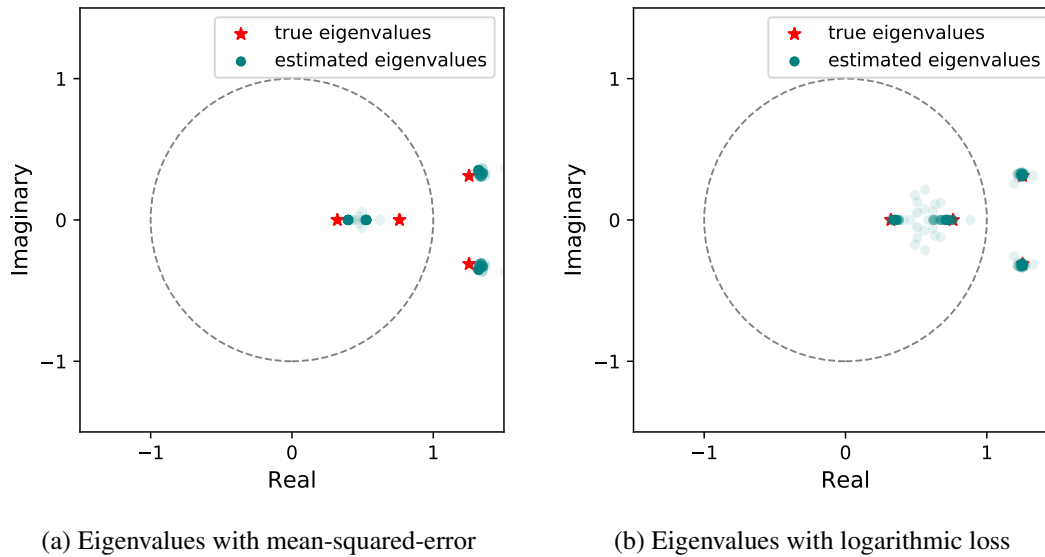 true eigenvalues
estimated eigenvalues
1
0
−1
Imaginary
−1
0
1
Real
(a) Eigenvalues with mean-squared-error
true eigenvalues
estimated eigenvalues
1
0
−1
Imaginary
−1
0
1
Real
(b) Eigenvalues with logarithmic loss